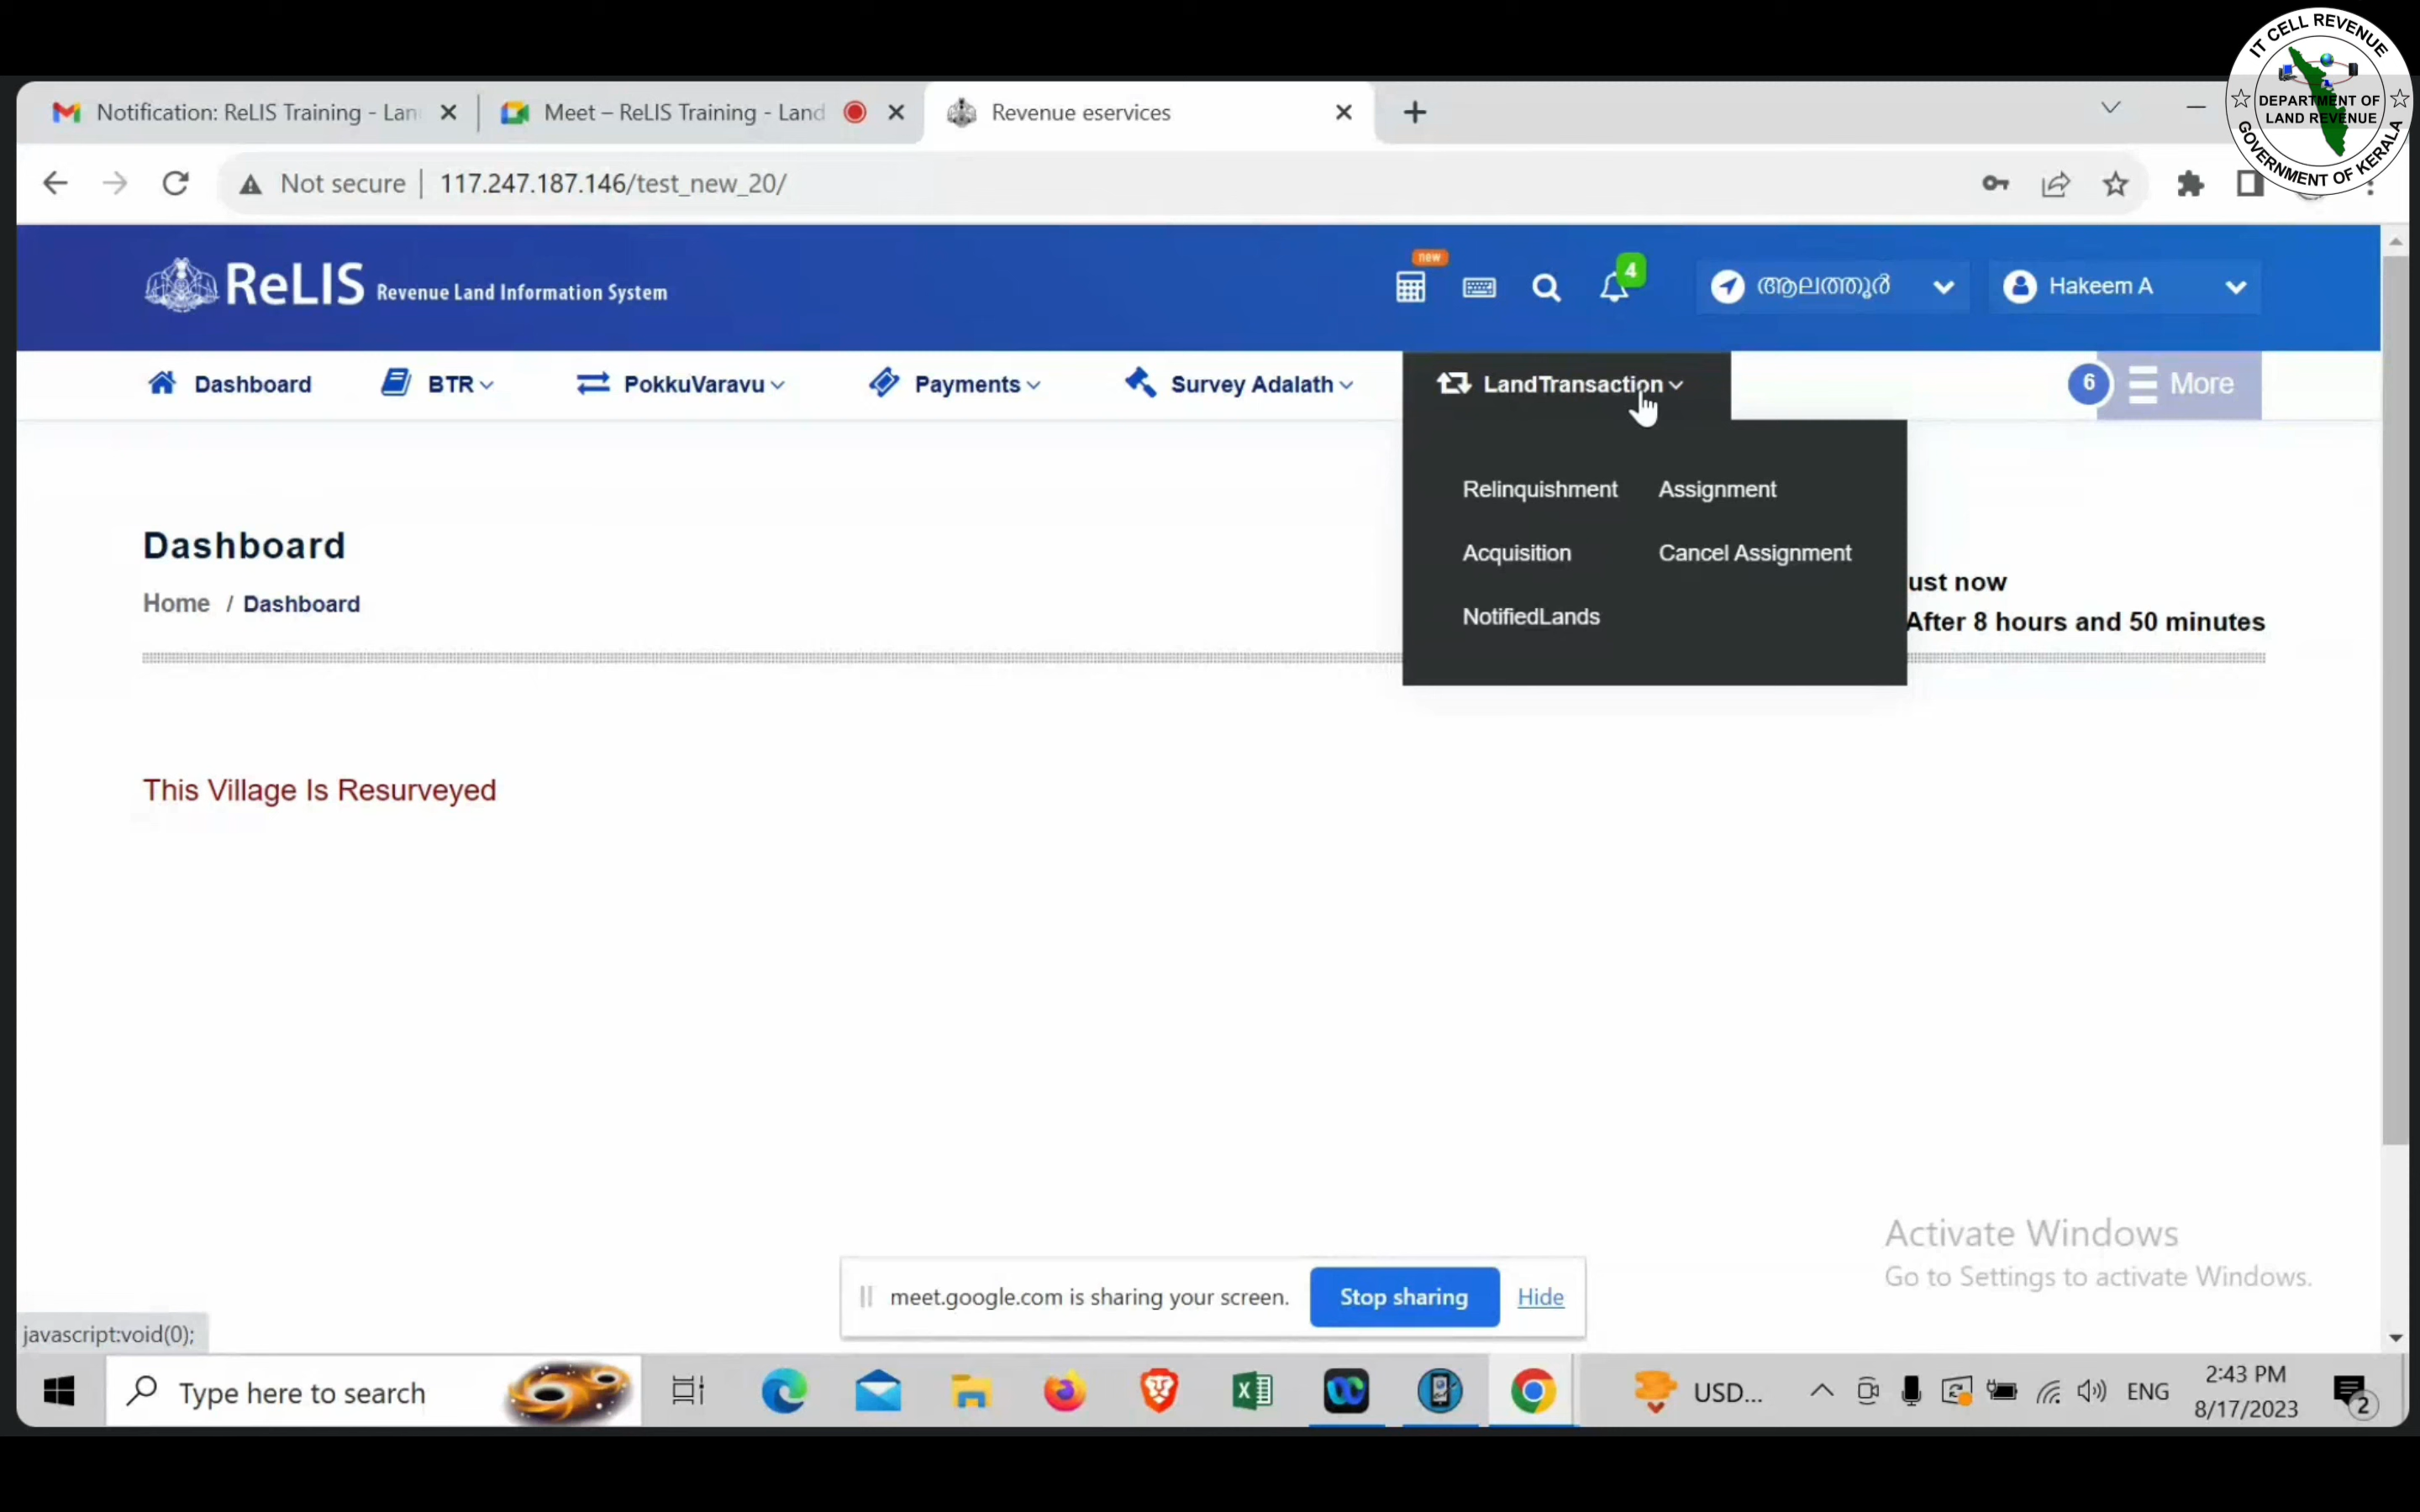 IT CELL REVENUE
DEPARTMENT OF
LAND REVENUE
GOVERNMENT OF KERALA
Notification: ReLIS Training - Lan
Meet – ReLIS Training - Land
Revenue eservices
Not secure
117.247.187.146/test_new_20/
ReLIS Revenue Land Information System
new
4
ആലത്തൂർ
Hakeem A
Dashboard
BTR
PokkuVaravu
Payments
Survey Adalath
LandTransaction
6
More
Relinquishment
Assignment
Acquisition
Cancel Assignment
NotifiedLands
Dashboard
Home / Dashboard
ust now
After 8 hours and 50 minutes
This Village Is Resurveyed
Activate Windows
Go to Settings to activate Windows.
meet.google.com is sharing your screen.
Stop sharing
Hide
javascript:void(0);
Type here to search
USD...
ENG
2:43 PM
8/17/2023
2